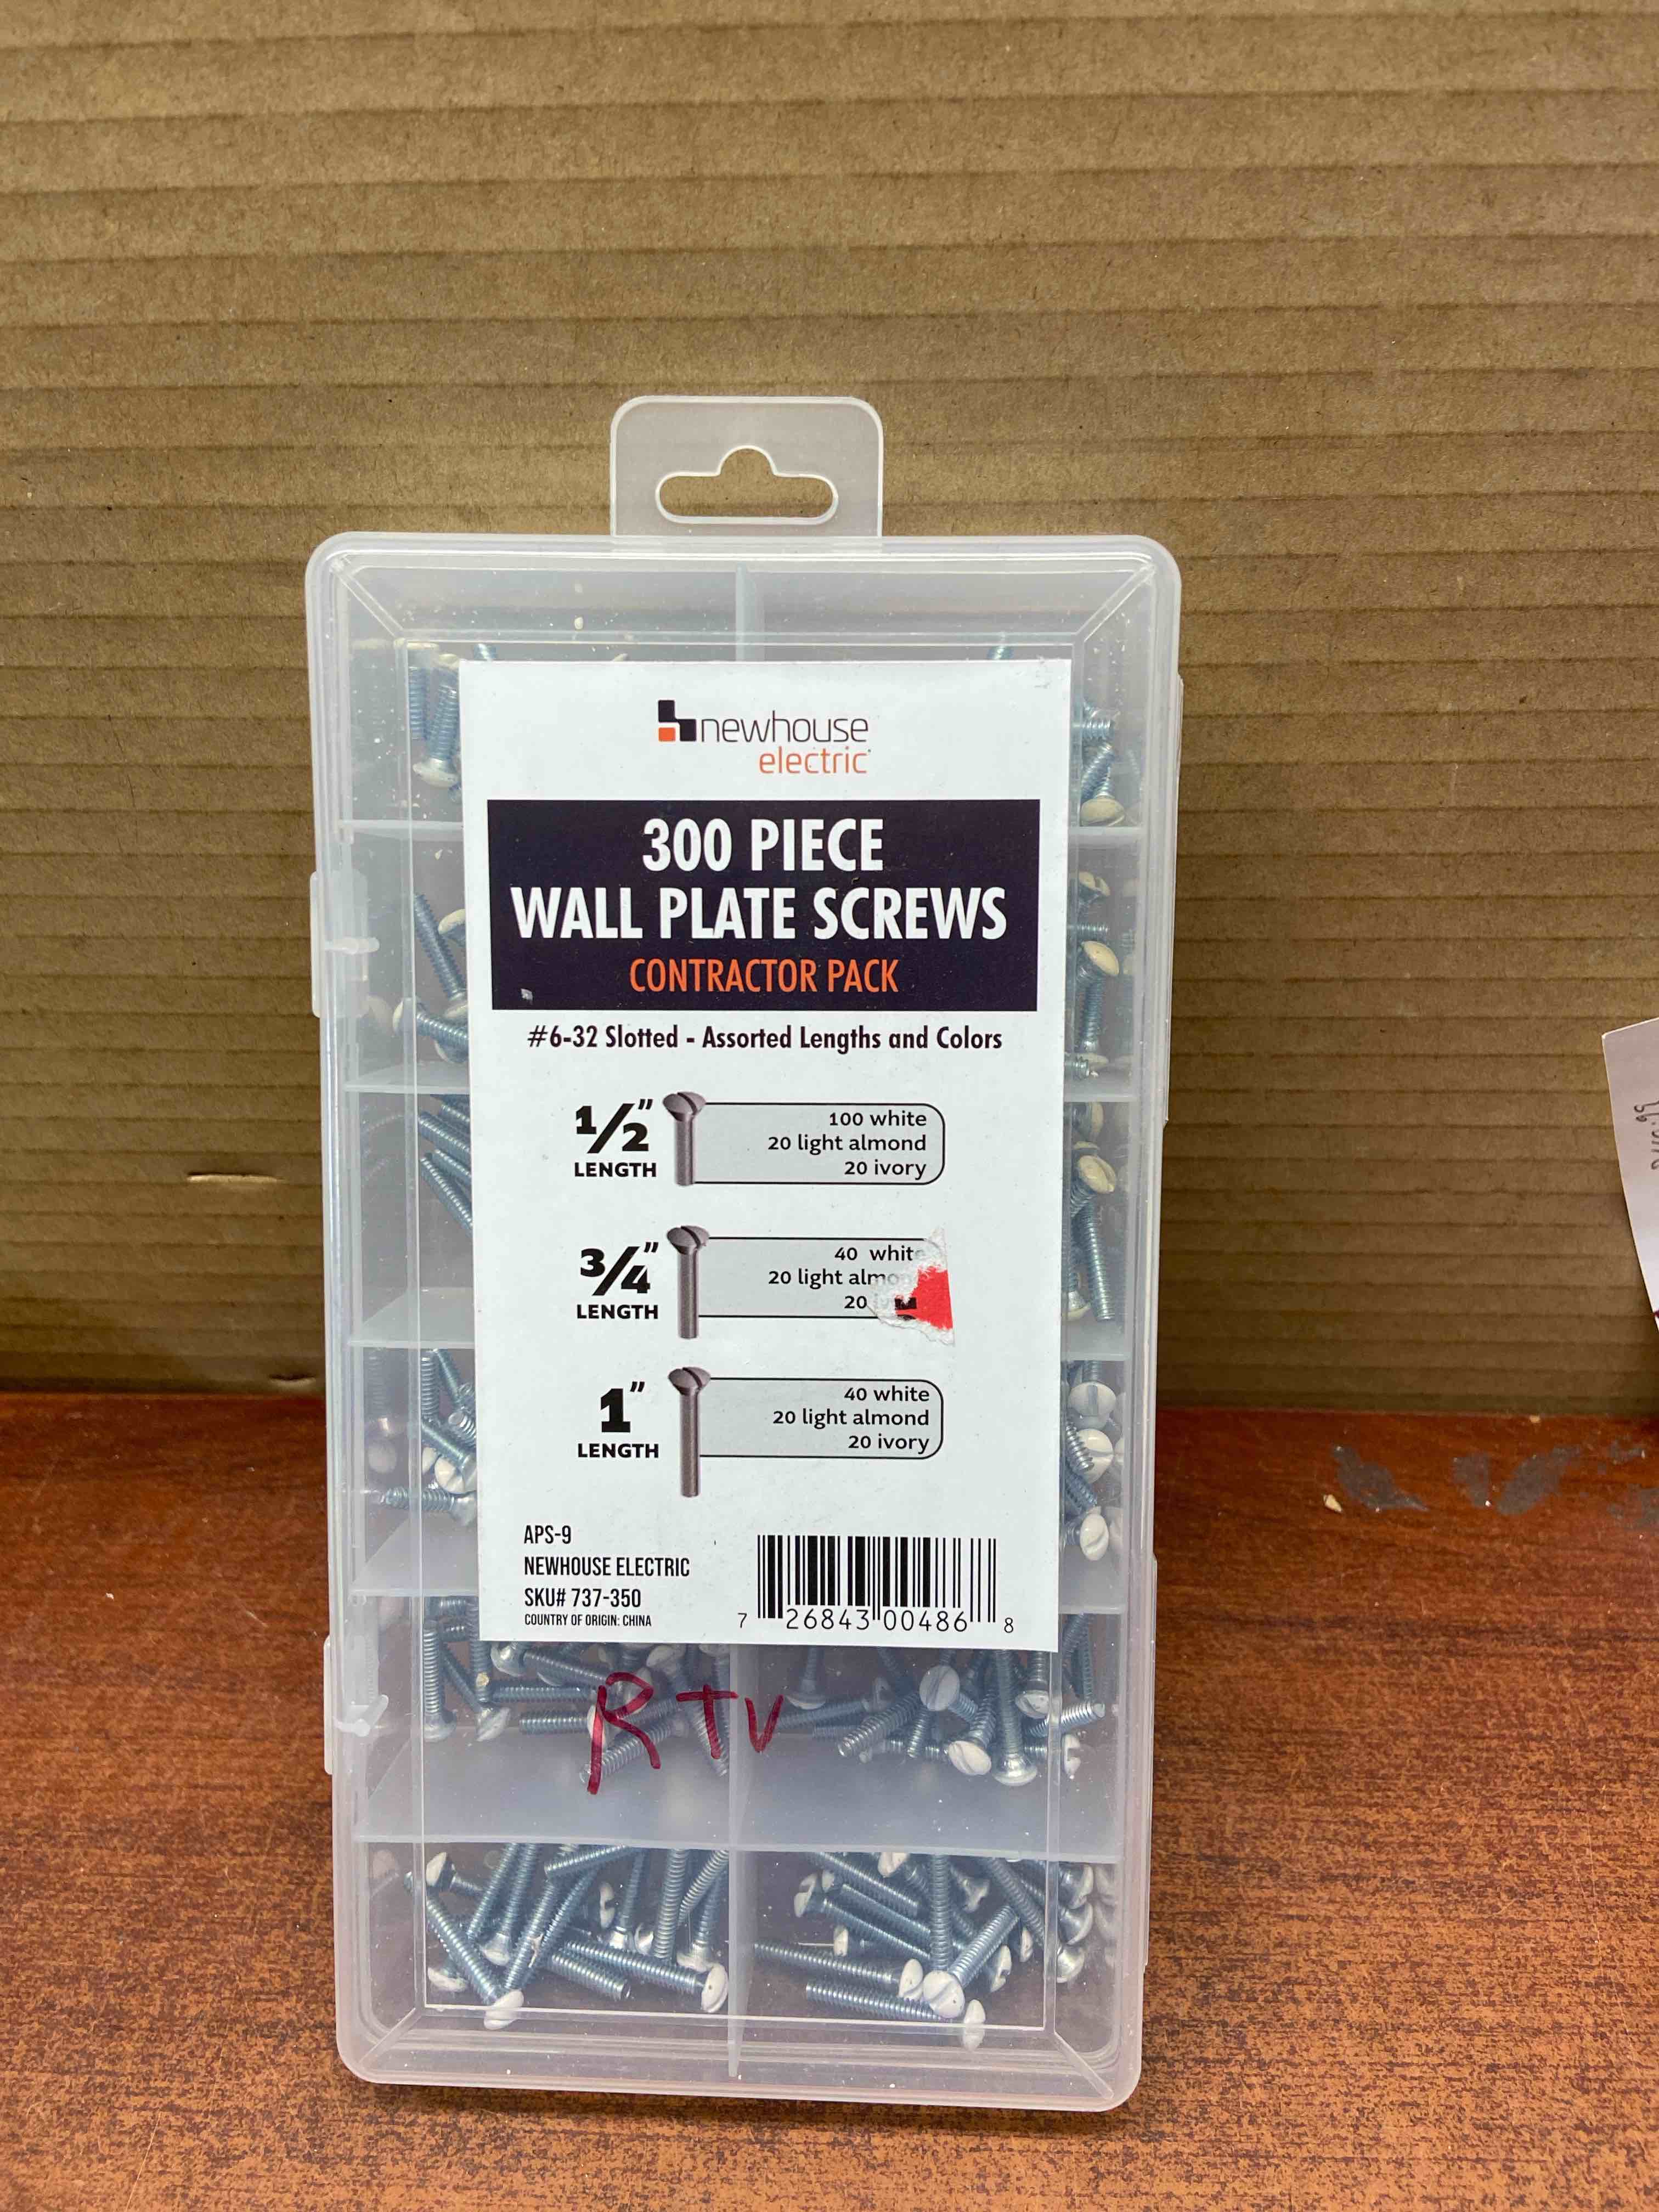 newhouse
electric
300 PIECE
WALL PLATE SCREWS
CONTRACTOR PACK
#6-32 Slotted - Assorted Lengths and Colors
1/2"
LENGTH
100 white
20 light almond
20 ivory
3/4"
LENGTH
40 white
20 light
20
1"
LENGTH
40 white
20 light almond
20 ivory
APS-9
NEWHOUSE ELECTRIC
SKU# 737-350
COUNTRY OF ORIGIN: CHINA
7 26843 00486 8
RTV